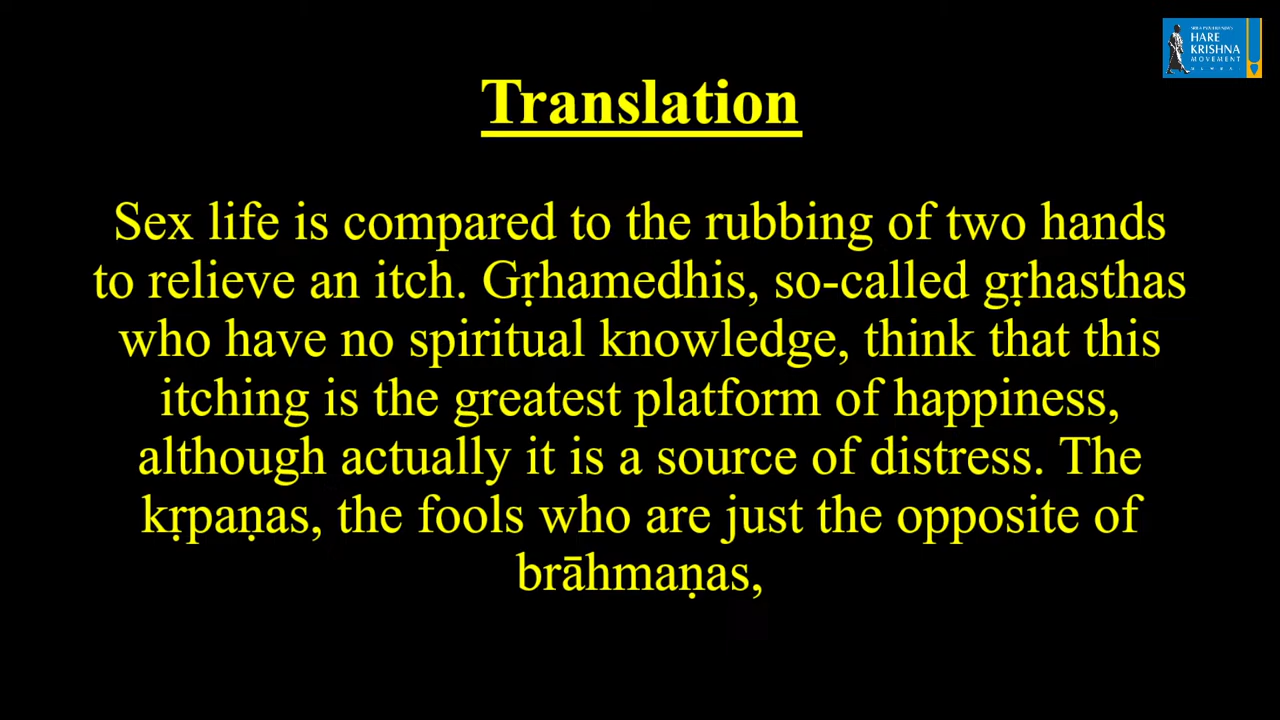 HARE
KRISHNA
MOVEMENT
Translation
Sex life is compared to the rubbing of two hands
to relieve an itch. Gṛhamedhis, so-called gṛhasthas
who have no spiritual knowledge, think that this
itching is the greatest platform of happiness,
although actually it is a source of distress. The
kṛpaṇas, the fools who are just the opposite of
brāhmaṇas,